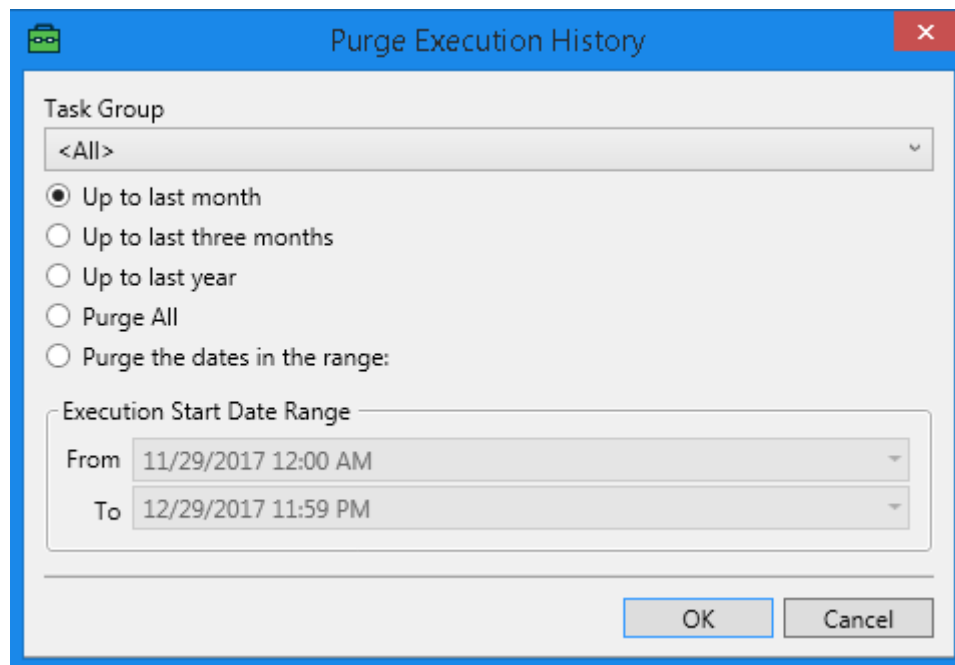 Purge Execution History
Task Group
<All>
Up to last month
Up to last three months
Up to last year
Purge All
Purge the dates in the range:
Execution Start Date Range
From 11/29/2017 12:00 AM
To 12/29/2017 11:59 PM
OK Cancel